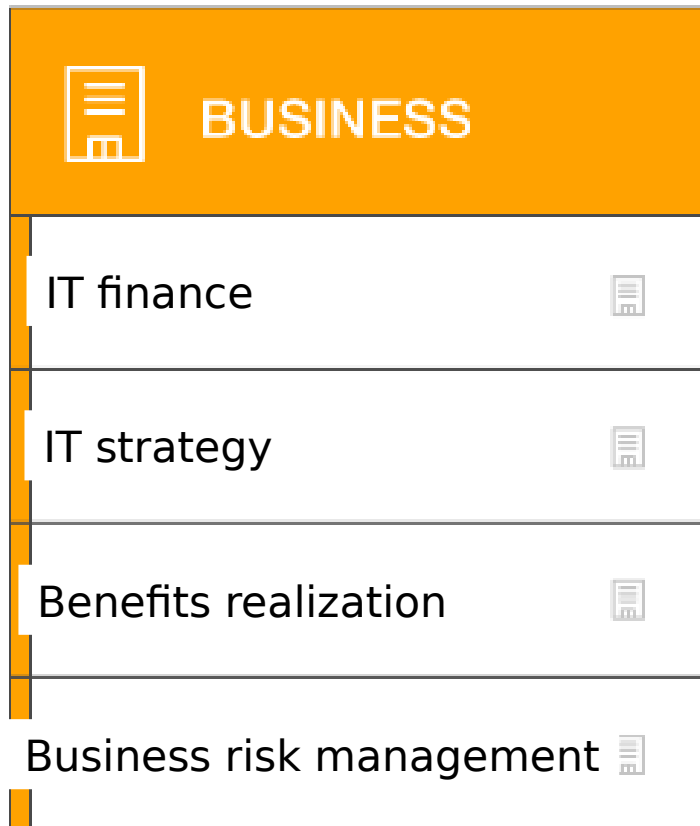 BUSINESS
IT finance
IT strategy
Benefits realization
Business risk management